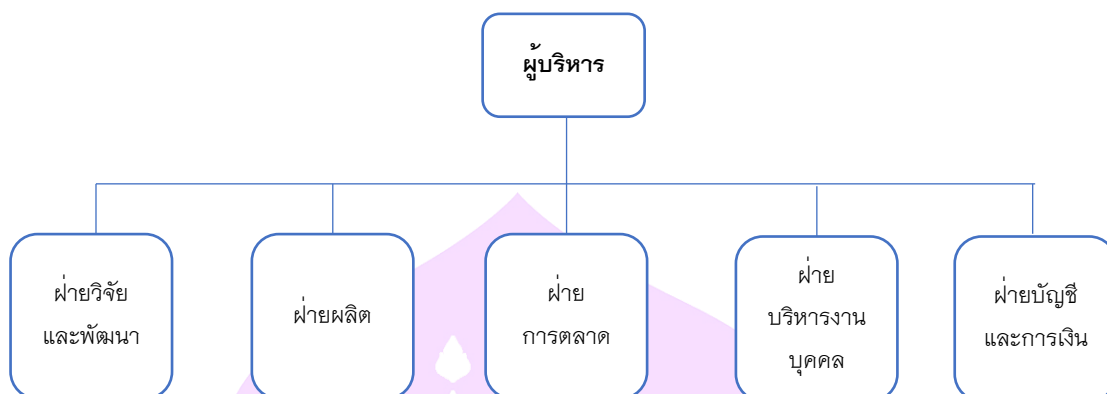 ผู้บริหาร
ฝ่ายวิจัย
และพัฒนา
ฝ่ายผลิต
ฝ่าย
การตลาด
ฝ่าย
บริหารงาน
บุคคล
ฝ่ายบัญชี
และการเงิน